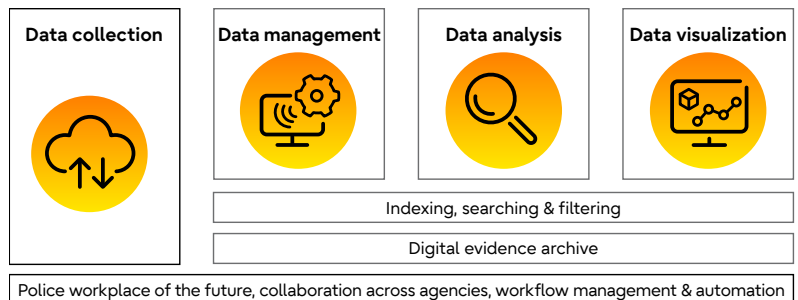 Data collection
Data management
Data analysis
Data visualization
Indexing, searching & filtering
Digital evidence archive
Police workplace of the future, collaboration across agencies, workflow management & automation